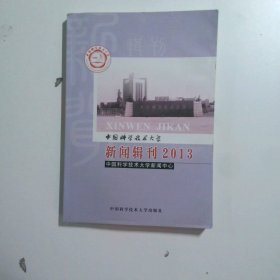 辑刊
XINWEN: JIKAN
中国科学技术大学
新闻辑刊2013
中国科学技术大学新闻中心
中国科学技术大学出版社